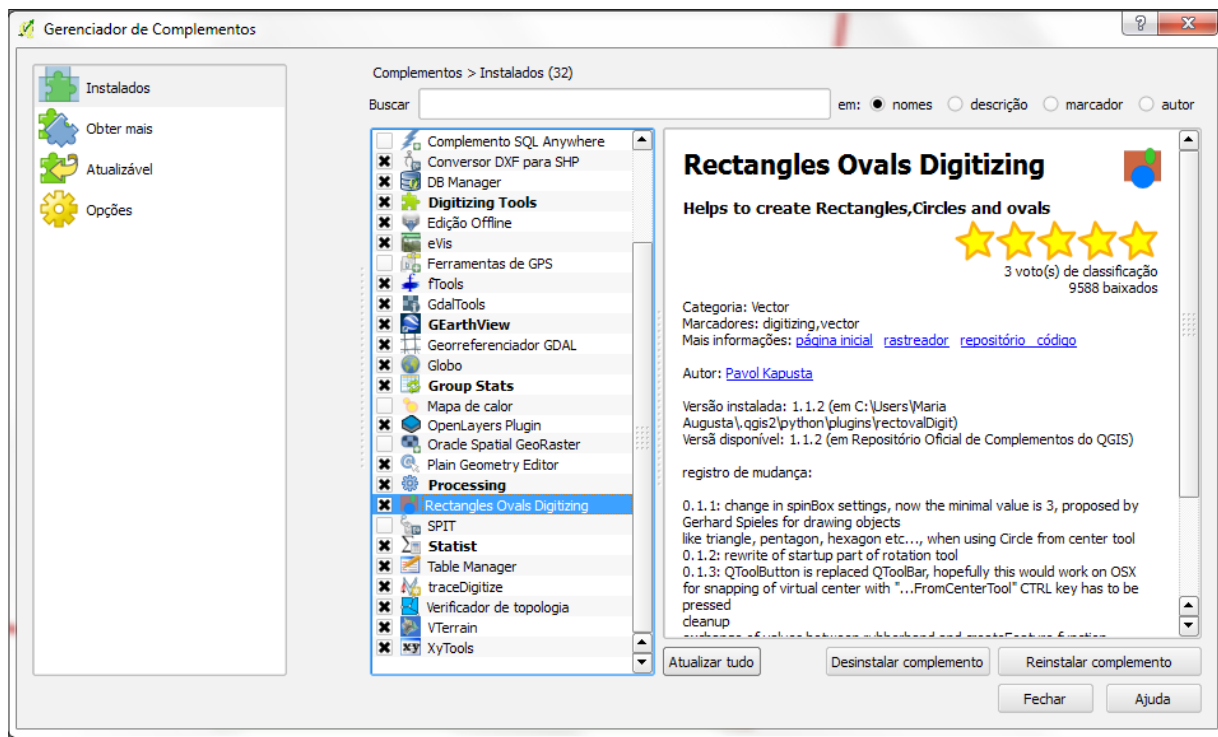 Gerenciador de Complementos
Instalados
Obter mais
Atualizável
Opções
Complementos > Instalados (32)
Buscar
em: nomes descrição marcador autor
Complemento SQL Anywhere
Conversor DXF para SHP
DB Manager
Digitizing Tools
Edição Offline
eVis
Ferramentas de GPS
fTools
GdalTools
GEarthView
Georreferenciador GDAL
Globo
Group Stats
Mapa de calor
OpenLayers Plugin
Oracle Spatial GeoRaster
Plain Geometry Editor
Processing
Rectangles Ovals Digitizing
SPIT
Statist
Table Manager
traceDigitize
Verificador de topologia
VTerrain
XyTools
Rectangles Ovals Digitizing
Helps to create Rectangles,Circles and ovals
3 voto(s) de classificação
9588 baixados
Categoria: Vector
Marcadores: digitizing,vector
Mais informações: página inicial rastreador repositório código
Autor: Pavol Kapusta
Versão instalada: 1.1.2 (em C:\Users\Maria
Augusta\.qgis2\python\plugins\rectovalDigit)
Versã disponível: 1.1.2 (em Repositório Oficial de Complementos do QGIS)
registro de mudança:
0.1.1: change in spinBox settings, now the minimal value is 3, proposed by
Gerhard Spieles for drawing objects
like triangle, pentagon, hexagon etc..., when using Circle from center tool
0.1.2: rewrite of startup part of rotation tool
0.1.3: QToolButton is replaced QToolBar, hopefully this would work on OSX
for snapping of virtual center with "...FromCenterTool" CTRL key has to be
pressed
cleanup
exchange of values between rubberband and createFeature function
Atualizar tudo
Desinstalar complemento
Reinstalar complemento
Fechar
Ajuda